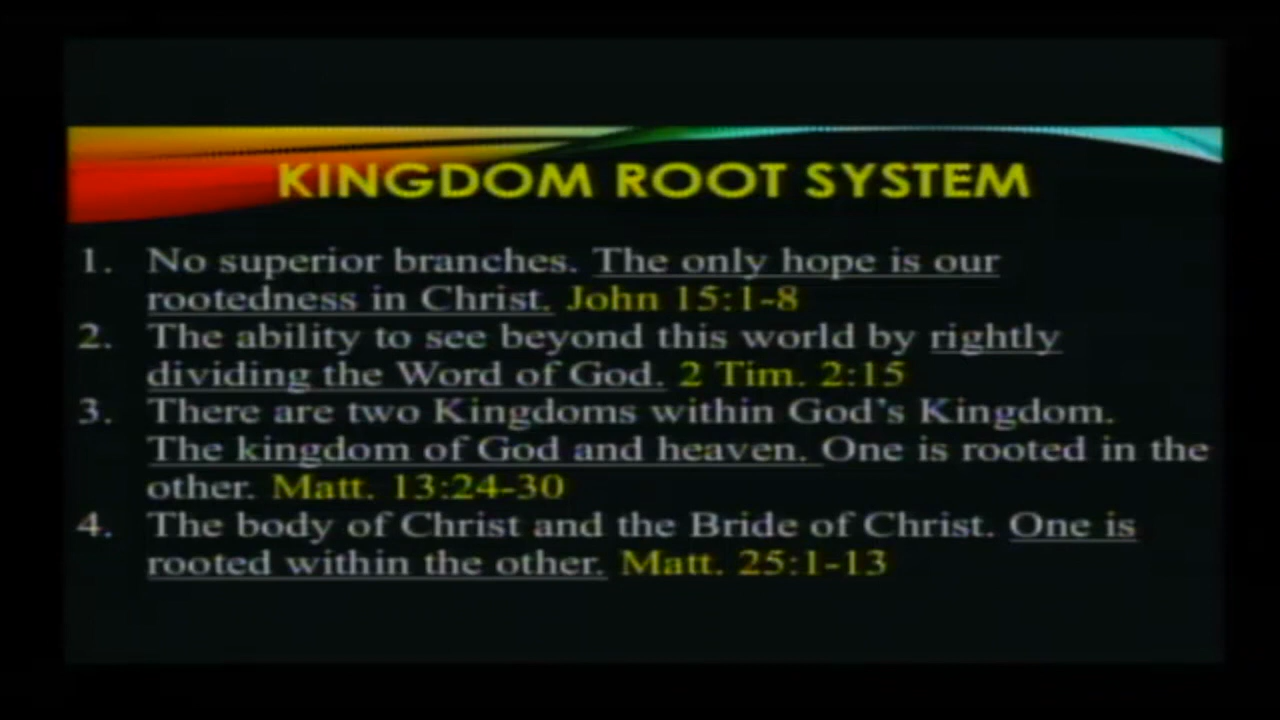 KINGDOM ROOT SYSTEM
1. No superior branches. The only hope is our
rootedness in Christ. John 15:1-8
2. The ability to see beyond this world by rightly
dividing the Word of God. 2 Tim. 2:15
3. There are two Kingdoms within God's Kingdom.
The kingdom of God and heaven. One is rooted in the
other. Matt. 13:24-30
4. The body of Christ and the Bride of Christ. One is
rooted within the other. Matt. 25:1-13